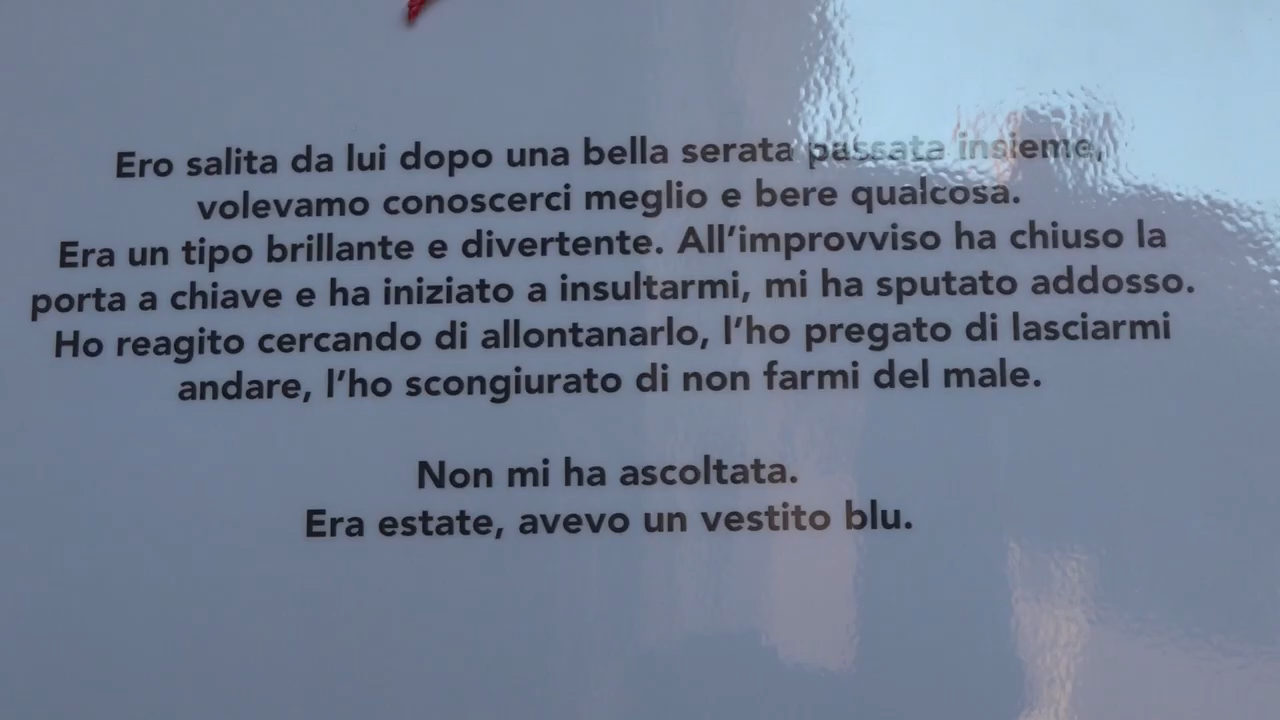 Ero salita da lui dopo una bella serata passata insieme,
volevamo conoscerci meglio e bere qualcosa.
Era un tipo brillante e divertente. All'improvviso ha chiuso la
porta a chiave e ha iniziato a insultarmi, mi ha sputato addosso.
Ho reagito cercando di allontanarlo, l'ho pregato di lasciarmi
andare, l'ho scongiurato di non farmi del male.
Non mi ha ascoltata.
Era estate, avevo un vestito blu.